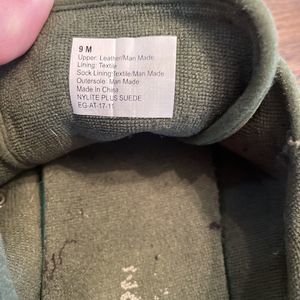 9 M
Upper: Leather/Man Made
Lining: Textile
Sock Lining:textile/Man Made
Outersole: Man Made
Made In China
NYLITE PLUS SUEDE
EG-AT-17-11